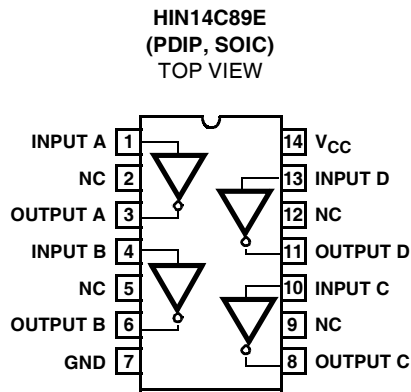 HIN14C89E
(PDIP, SOIC)
TOP VIEW
INPUT A 1
NC 2
OUTPUT A 3
INPUT B 4
NC 5
OUTPUT B 6
GND 7
14 VCC
13 INPUT D
12 NC
11 OUTPUT D
10 INPUT C
9 NC
8 OUTPUT C